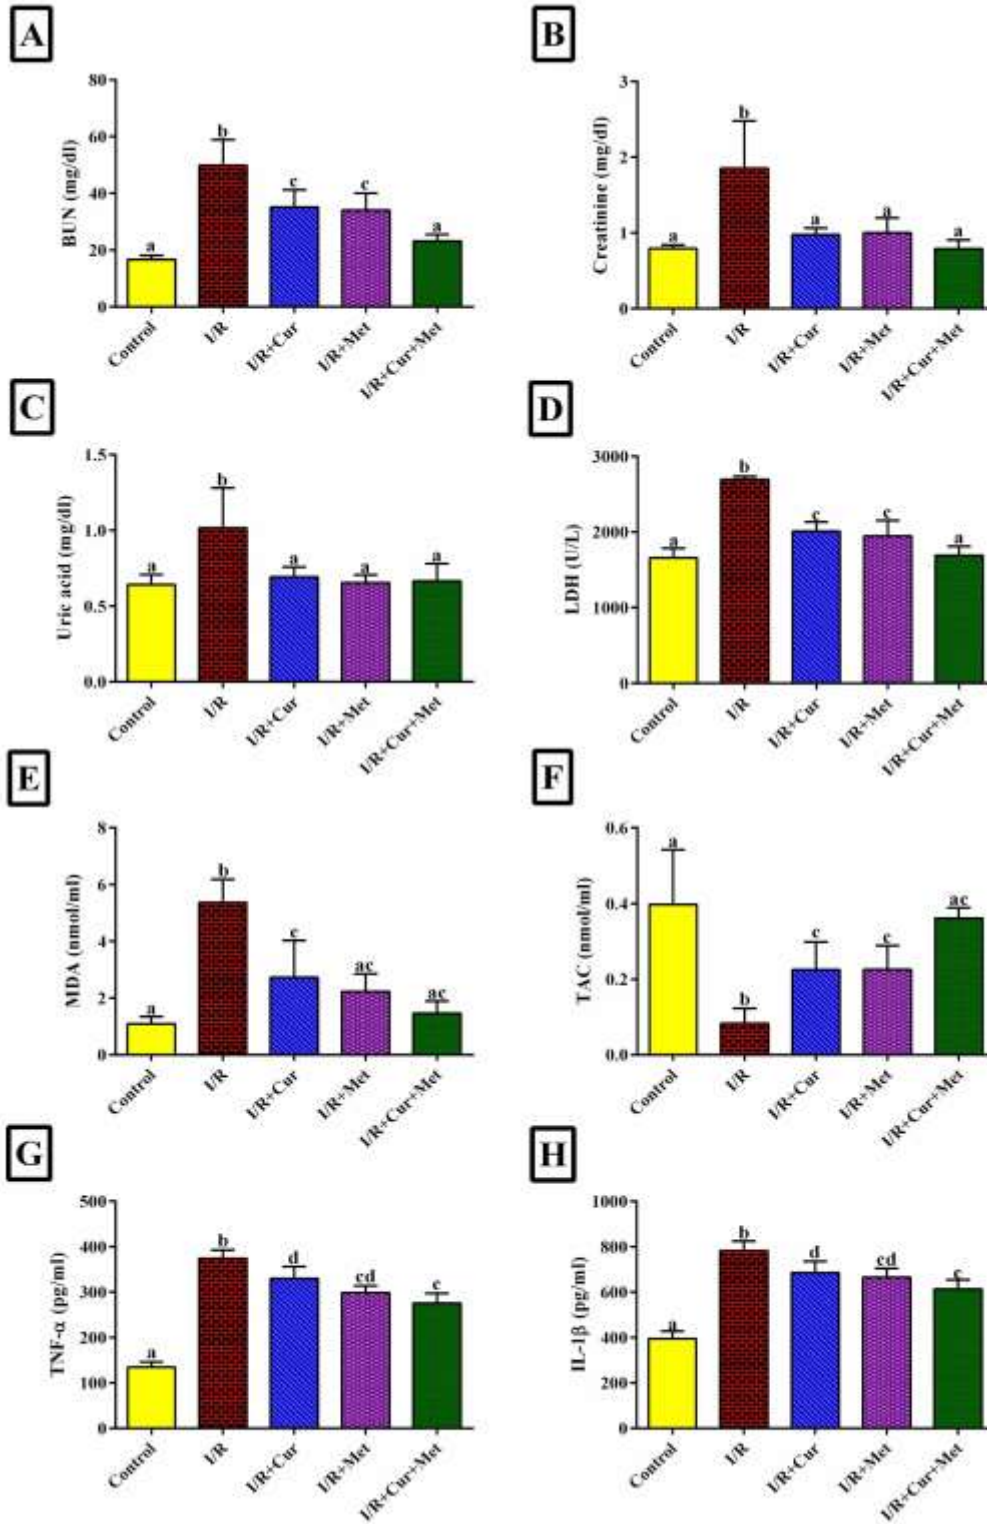 A
BUN (mg/dl)
80
60
40
20
0
a
b
c
c
a
Control
I/R
I/R+Cur
I/R+Met
I/R+Cur+Met
B
Creatinine (mg/dl)
3
2
1
0
a
b
a
a
a
Control
I/R
I/R+Cur
I/R+Met
I/R+Cur+Met
C
Uric acid (mg/dl)
1.5
1.0
0.5
0.0
a
b
a
a
a
Control
I/R
I/R+Cur
I/R+Met
I/R+Cur+Met
D
LDH (U/L)
3000
2000
1000
0
a
b
c
c
a
Control
I/R
I/R+Cur
I/R+Met
I/R+Cur+Met
E
MDA (nmol/ml)
8
6
4
2
0
a
b
c
ac
ac
Control
I/R
I/R+Cur
I/R+Met
I/R+Cur+Met
F
TAC (nmol/ml)
0.6
0.4
0.2
0.0
a
b
c
c
ac
Control
I/R
I/R+Cur
I/R+Met
I/R+Cur+Met
G
TNF-α (pg/ml)
500
400
300
200
100
0
a
b
d
cd
c
Control
I/R
I/R+Cur
I/R+Met
I/R+Cur+Met
H
IL-1β (pg/ml)
1000
800
600
400
200
0
a
b
d
cd
c
Control
I/R
I/R+Cur
I/R+Met
I/R+Cur+Met